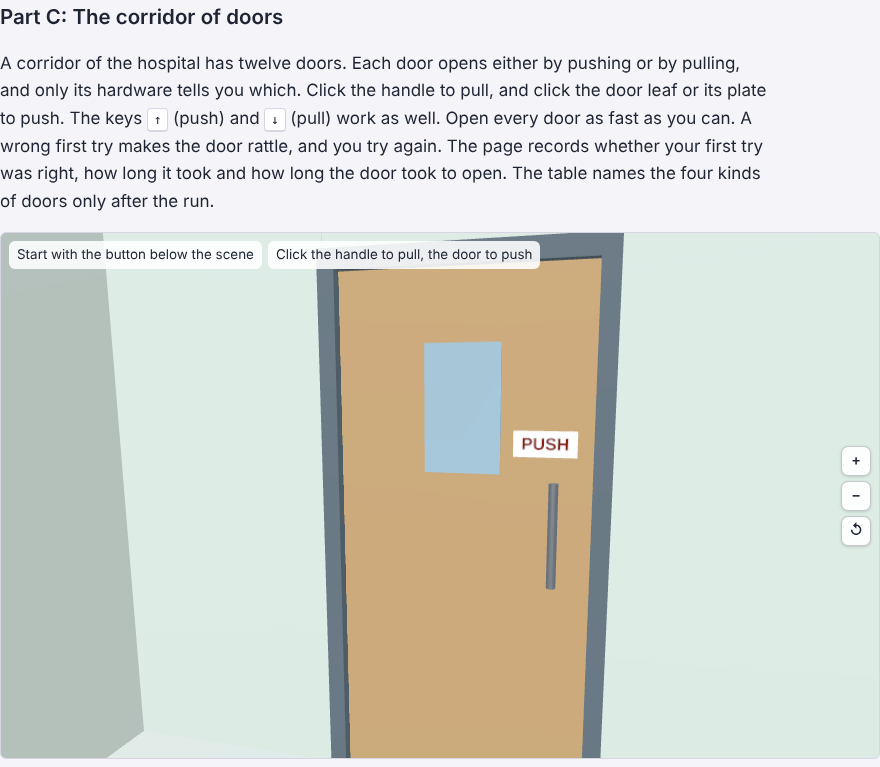 Part C: The corridor of doors
A corridor of the hospital has twelve doors. Each door opens either by pushing or by pulling,
and only its hardware tells you which. Click the handle to pull, and click the door leaf or its plate
to push. The keys ↑ (push) and ↓ (pull) work as well. Open every door as fast as you can. A
wrong first try makes the door rattle, and you try again. The page records whether your first try
was right, how long it took and how long the door took to open. The table names the four kinds
of doors only after the run.
Start with the button below the scene
Click the handle to pull, the door to push
PUSH
+
−